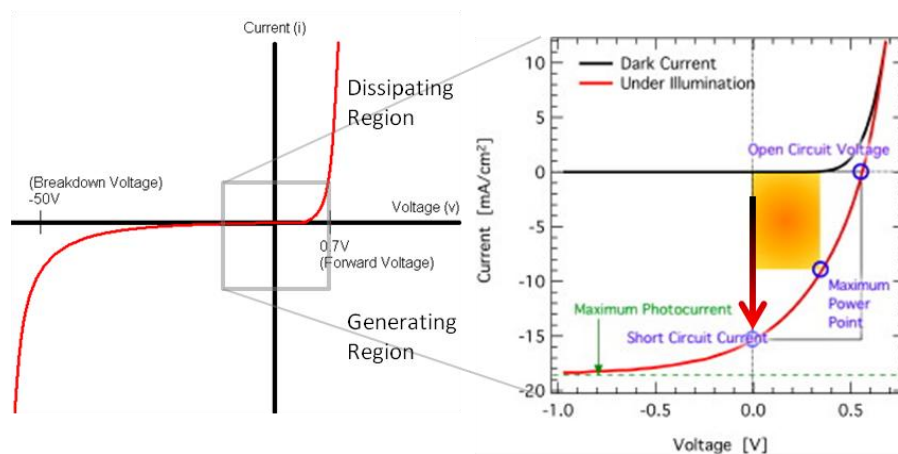 Current (i)
Dissipating
Region
(Breakdown Voltage)
-50V
Voltage (v)
0.7V
(Forward Voltage)
Generating
Region
Dark Current
Under Illumination
Open Circuit Voltage
Maximum
Power
Point
Maximum Photocurrent
Short Circuit Current
Current [mA/cm²]
10
5
0
-5
-10
-15
-20
-1.0
-0.5
0.0
0.5
Voltage [V]